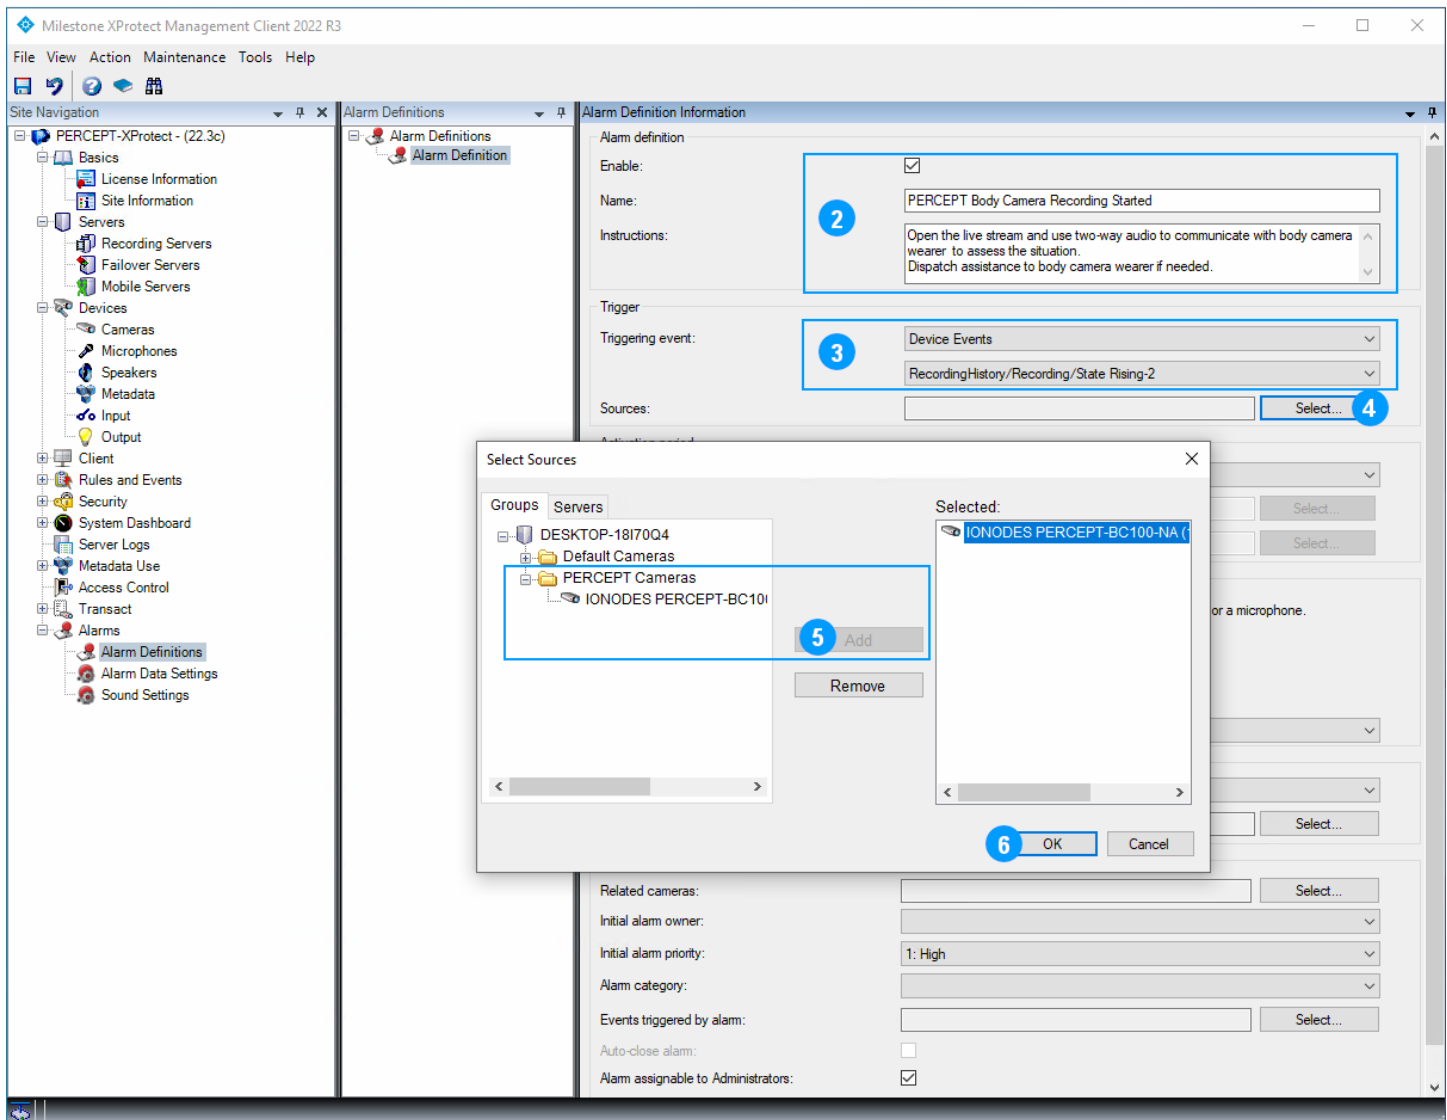 Milestone XProtect Management Client 2022 R3
File View Action Maintenance Tools Help
Site Navigation
PERCEPT-XProtect - (22.3c)
Basics
License Information
Site Information
Servers
Recording Servers
Failover Servers
Mobile Servers
Devices
Cameras
Microphones
Speakers
Metadata
Input
Output
Client
Rules and Events
Security
System Dashboard
Server Logs
Metadata Use
Access Control
Transact
Alarms
Alarm Definitions
Alarm Data Settings
Sound Settings
Alarm Definitions
Alarm Definitions
Alarm Definition
Alarm Definition Information
Alarm definition
Enable:
Name: PERCEPT Body Camera Recording Started
2
Instructions: Open the live stream and use two-way audio to communicate with body camera
wearer to assess the situation.
Dispatch assistance to body camera wearer if needed.
Trigger
Triggering event: Device Events
3
RecordingHistory/Recording/State Rising-2
Sources: Select... 4
Select...
Select...
or a microphone.
Select...
Select Sources
Groups Servers
DESKTOP-18I70Q4
Default Cameras
PERCEPT Cameras
IONODES PERCEPT-BC10
5 Add
Remove
Selected:
IONODES PERCEPT-BC100-NA (
6 OK Cancel
Related cameras: Select...
Initial alarm owner:
Initial alarm priority: 1: High
Alarm category:
Events triggered by alarm: Select...
Auto-close alarm:
Alarm assignable to Administrators: